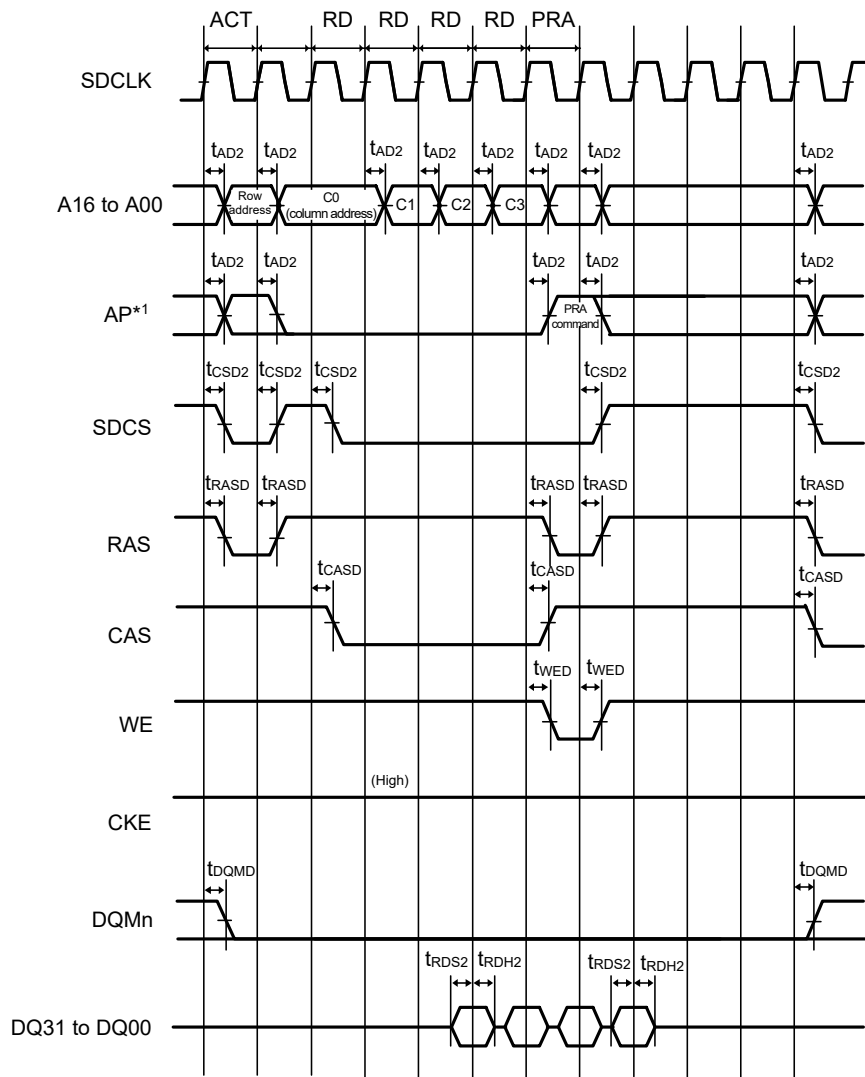 ACT RD RD RD RD PRA
SDCLK
tAD2 tAD2 tAD2 tAD2 tAD2 tAD2 tAD2 tAD2
A16 to A00
Row address
C0 (column address)
C1 C2 C3
tAD2 tAD2 tAD2 tAD2 tAD2
AP*1
PRA command
tCSD2 tCSD2 tCSD2 tCSD2 tCSD2
SDCS
tRASD tRASD tRASD tRASD tRASD
RAS
tCASD tCASD tCASD
CAS
tWED tWED
WE
(High)
CKE
tDQMD tDQMD
DQMn
tRDS2 tRDH2 tRDS2 tRDH2
DQ31 to DQ00